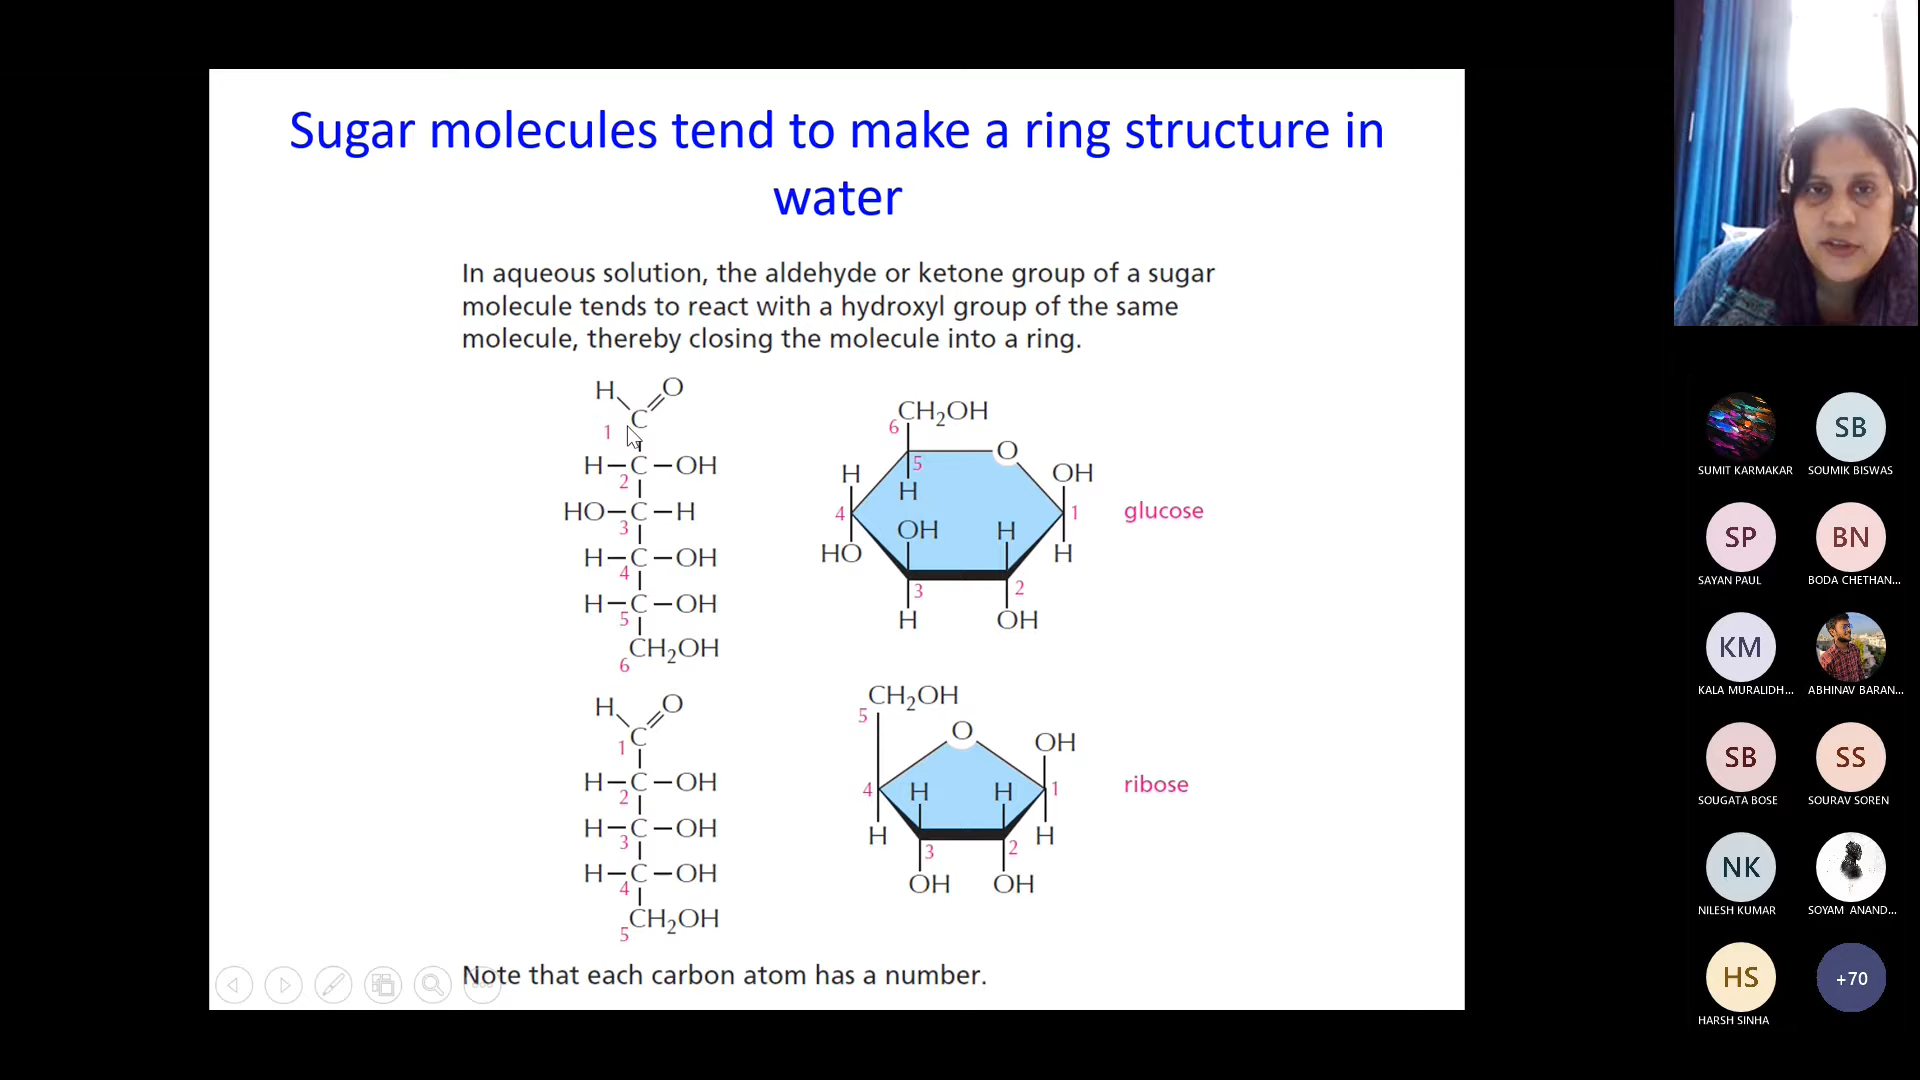 Sugar molecules tend to make a ring structure in
water
In aqueous solution, the aldehyde or ketone group of a sugar
molecule tends to react with a hydroxyl group of the same
molecule, thereby closing the molecule into a ring.
H O
C
1
H–C–OH
2
HO–C–H
3
H–C–OH
4
H–C–OH
5
CH2OH
6
CH2OH
6
O
5
H
H
OH
4
1
OH
H
HO
H
3
2
H
OH
glucose
H O
C
1
H–C–OH
2
H–C–OH
3
H–C–OH
4
CH2OH
5
CH2OH
5
O
OH
4
H
H
1
H
H
3
2
OH
OH
ribose
Note that each carbon atom has a number.
SUMIT KARMAKAR
SB
SOUMIK BISWAS
SP
SAYAN PAUL
BN
BODA CHETHAN...
KM
KALA MURALIDH...
ABHINAV BARAN...
SB
SOUGATA BOSE
SS
SOURAV SOREN
NK
NILESH KUMAR
SOYAM ANAND...
HS
HARSH SINHA
+70